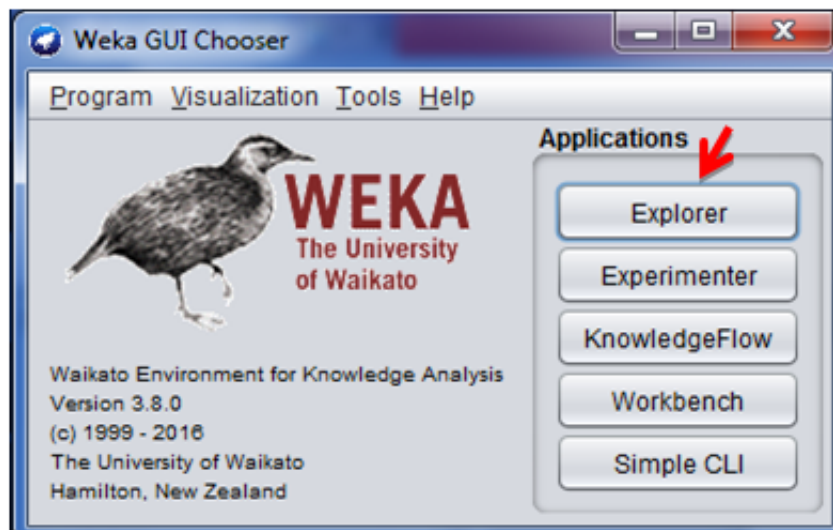 Weka GUI Chooser
Program Visualization Tools Help
WEKA
The University
of Waikato
Waikato Environment for Knowledge Analysis
Version 3.8.0
(c) 1999 - 2016
The University of Waikato
Hamilton, New Zealand
Applications
Explorer
Experimenter
KnowledgeFlow
Workbench
Simple CLI